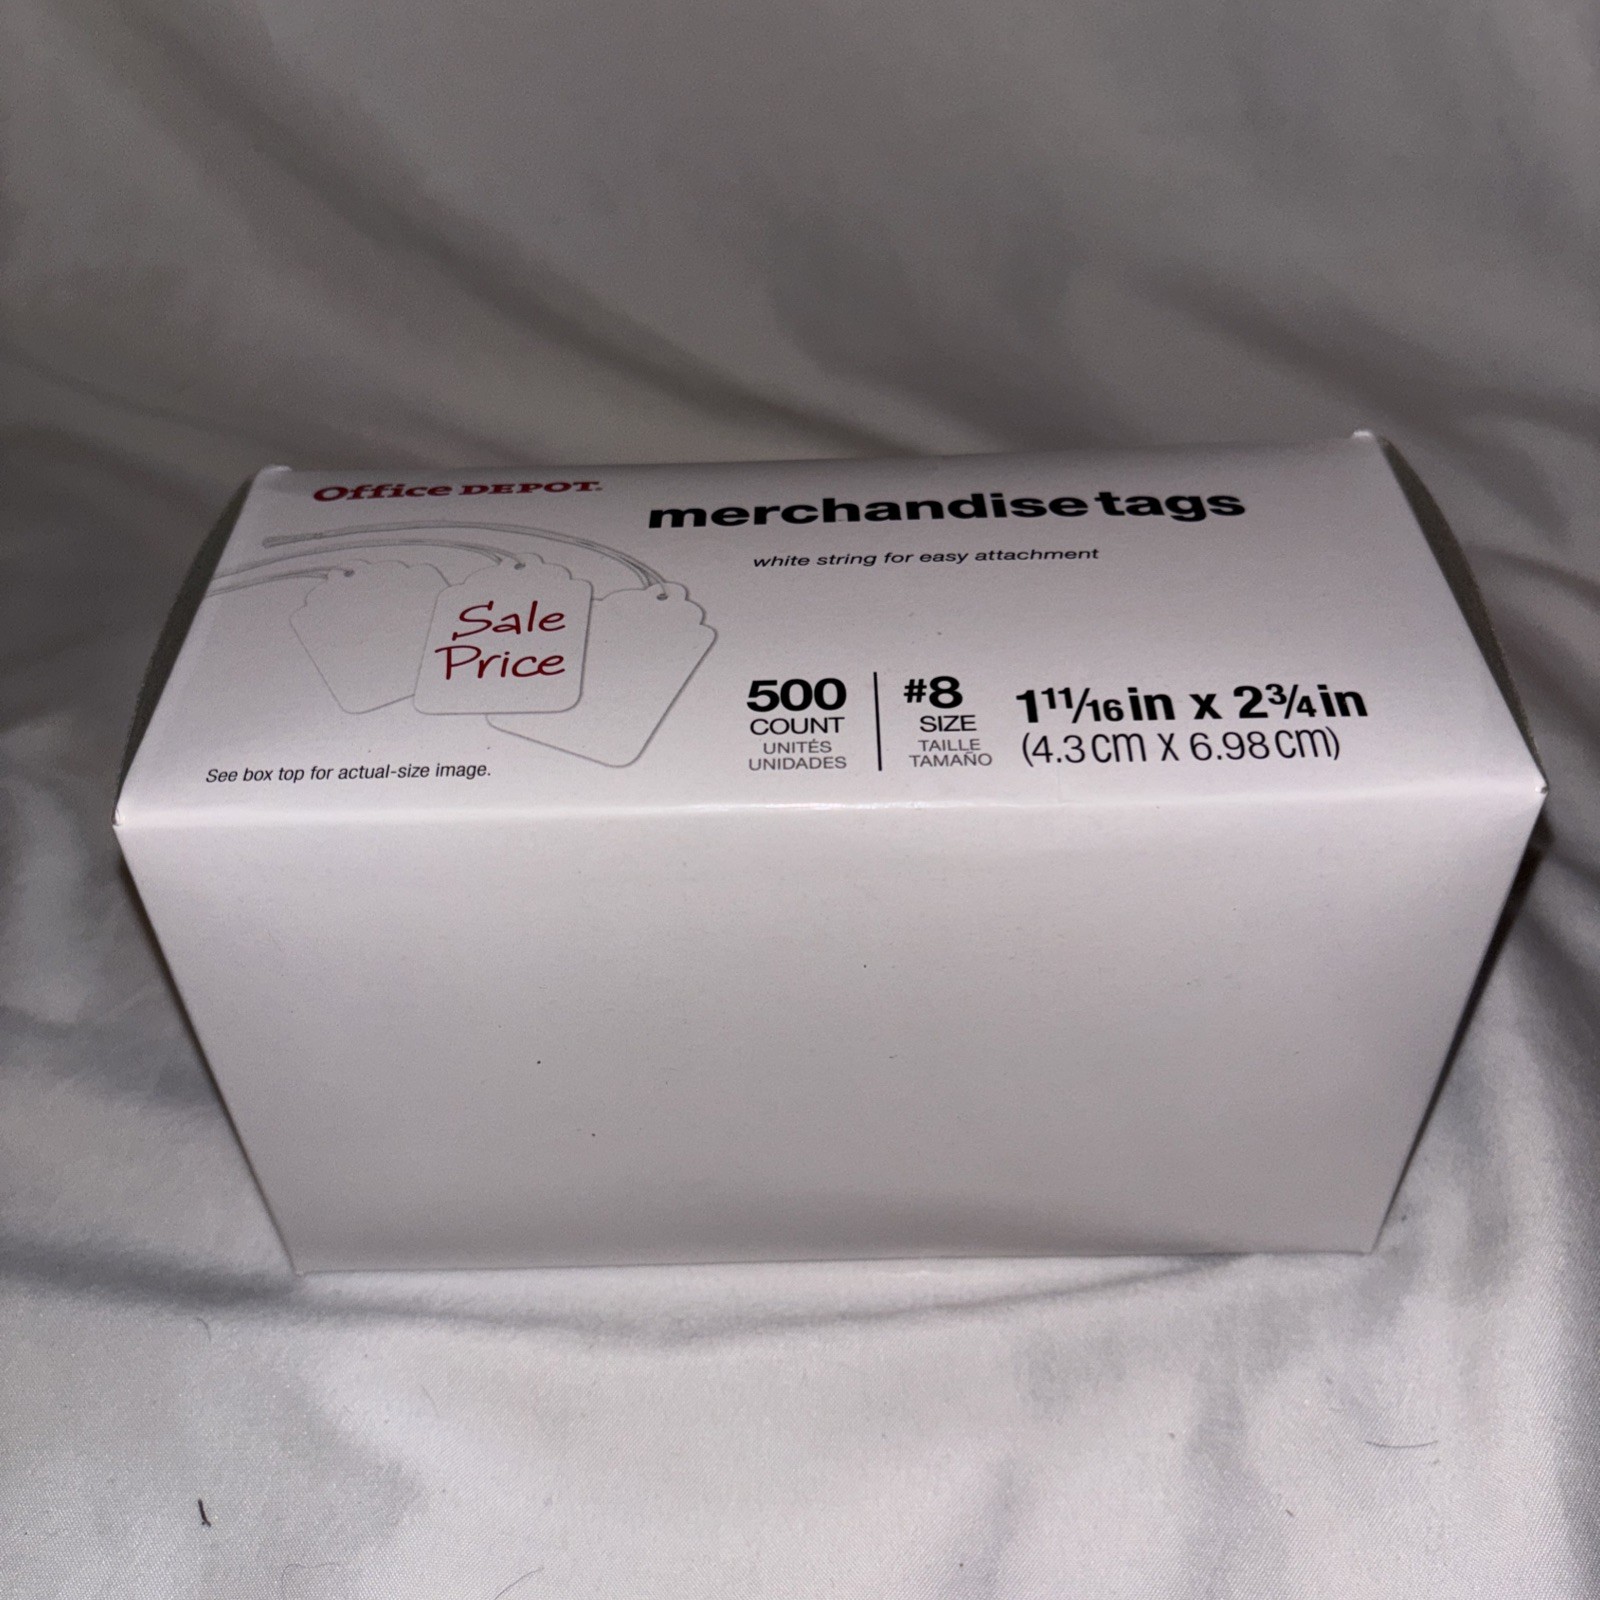 Office DEPOT.
merchandise tags
white string for easy attachment
Sale
Price
500
COUNT
UNITÉS
UNIDADES
#8
SIZE
TAILLE
TAMAÑO
1 11/16 in x 2 3/4 in
(4.3 cm x 6.98 cm)
See box top for actual-size image.